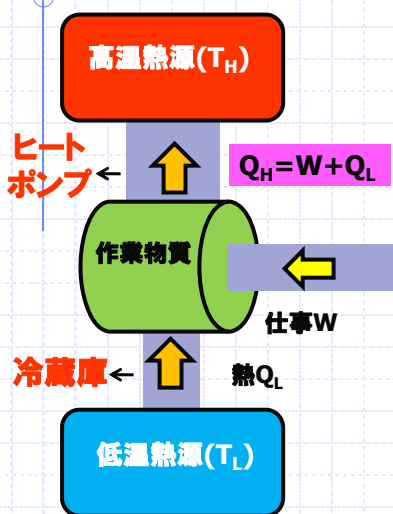 高温熱源(TH)
ヒート
ポンプ←
QH=W+QL
作業物質
仕事W
冷蔵庫←
熱QL
低温熱源(TL)